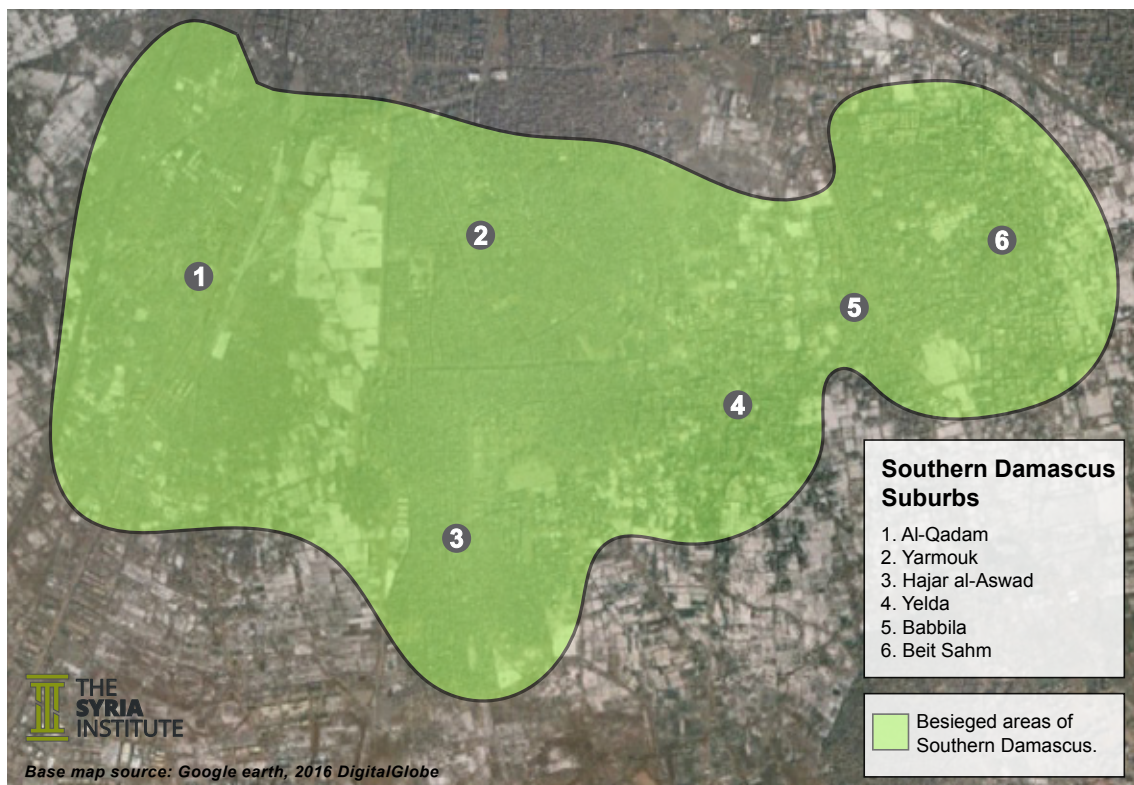 1
2
3
4
5
6
Southern Damascus
Suburbs
1. Al-Qadam
2. Yarmouk
3. Hajar al-Aswad
4. Yelda
5. Babbila
6. Beit Sahm
Besieged areas of
Southern Damascus.
THE
SYRIA
INSTITUTE
Base map source: Google earth, 2016 DigitalGlobe